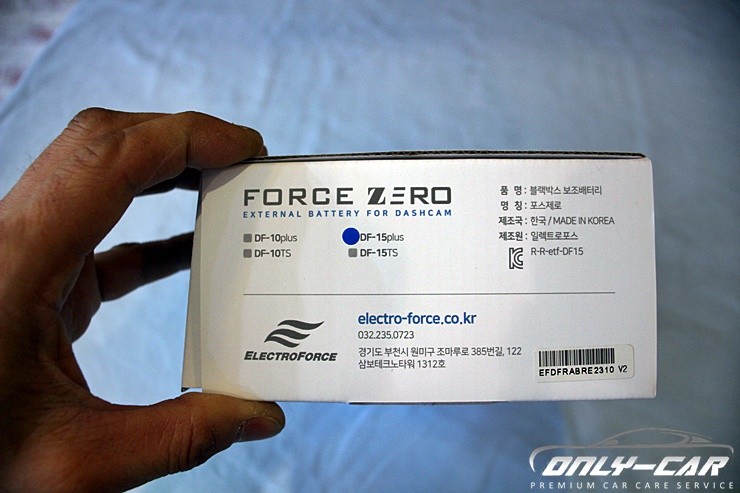 FORCE ZERO
EXTERNAL BATTERY FOR DASHCAM
DF-10plus
DF-15plus
DF-10TS
DF-15TS
품 명 : 블랙박스 보조배터리
명 칭 : 포스제로
제조국 : 한국 / MADE IN KOREA
제조원 : 일렉트로포스
R-R-etf-DF15
ELECTROFORCE
electro-force.co.kr
032.235.0723
경기도 부천시 원미구 조마루로 385번길, 122
삼보테크노타워 1312호
EFDFRABRE2310 V2
ONLY-CAR
PREMIUM CAR CARE SERVICE